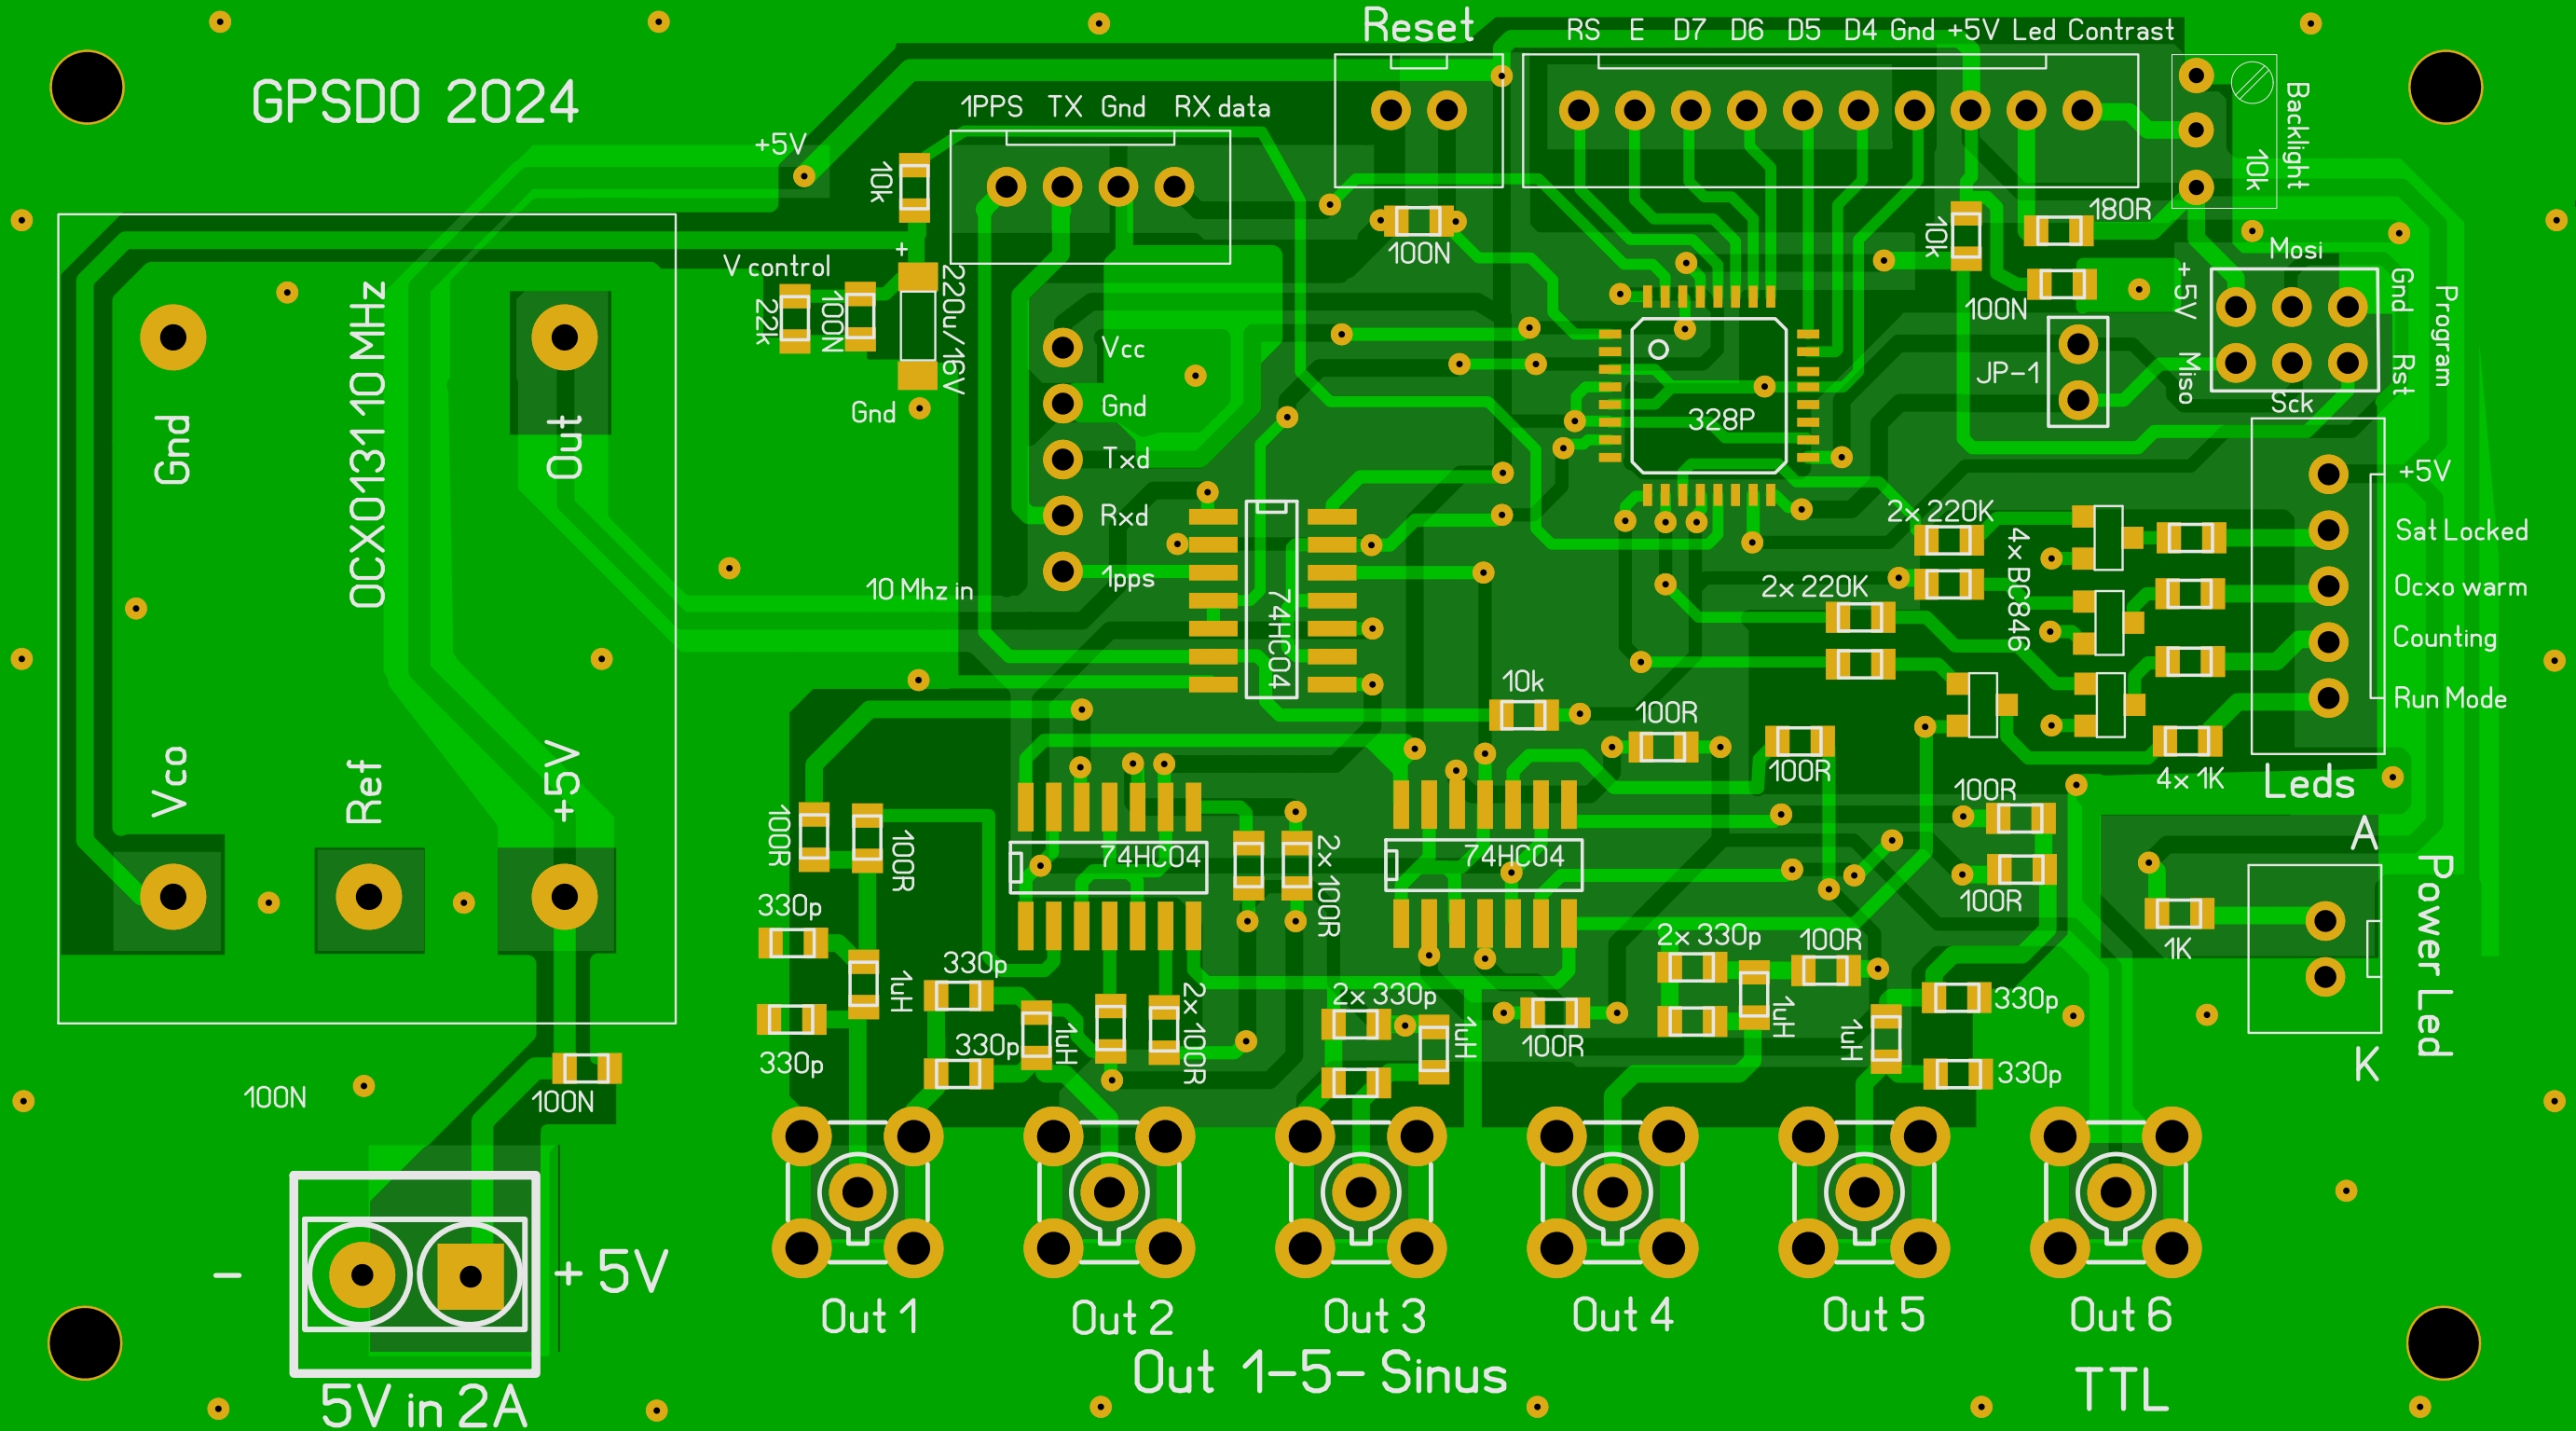 Reset
RS E D7 D6 D5 D4 Gnd +5V Led Contrast
GPSDO 2024
1PPS TX Gnd RX data
Backlight
10k
+5V
10k
180R
10k
100N
Mosi
+
V control
220u/16V
22k
100N
100N
+5V
Gnd
Program
OCXO131 10 MHz
Vcc
JP-1
Miso
Rst
Sck
Gnd
Gnd
328P
Gnd
Out
Txd
+5V
Rxd
2x 220K
Sat Locked
4xBC846
1pps
10 Mhz in
2x 220K
Ocxo warm
74HC04
Counting
10k
100R
Run Mode
Vco
Ref
+5V
100R
4x 1K
Leds
100R
100R
100R
74HC04
2x 100R
74HC04
A
100R
Power Led
330p
2x 330p
100R
1K
330p
1uH
2x 330p
330p
1uH
330p
330p
1uH
2x 100R
1uH
100R
1uH
330p
K
100N
100N
- + 5V
Out 1 Out 2 Out 3 Out 4 Out 5 Out 6
Out 1-5- Sinus
TTL
5V in 2A